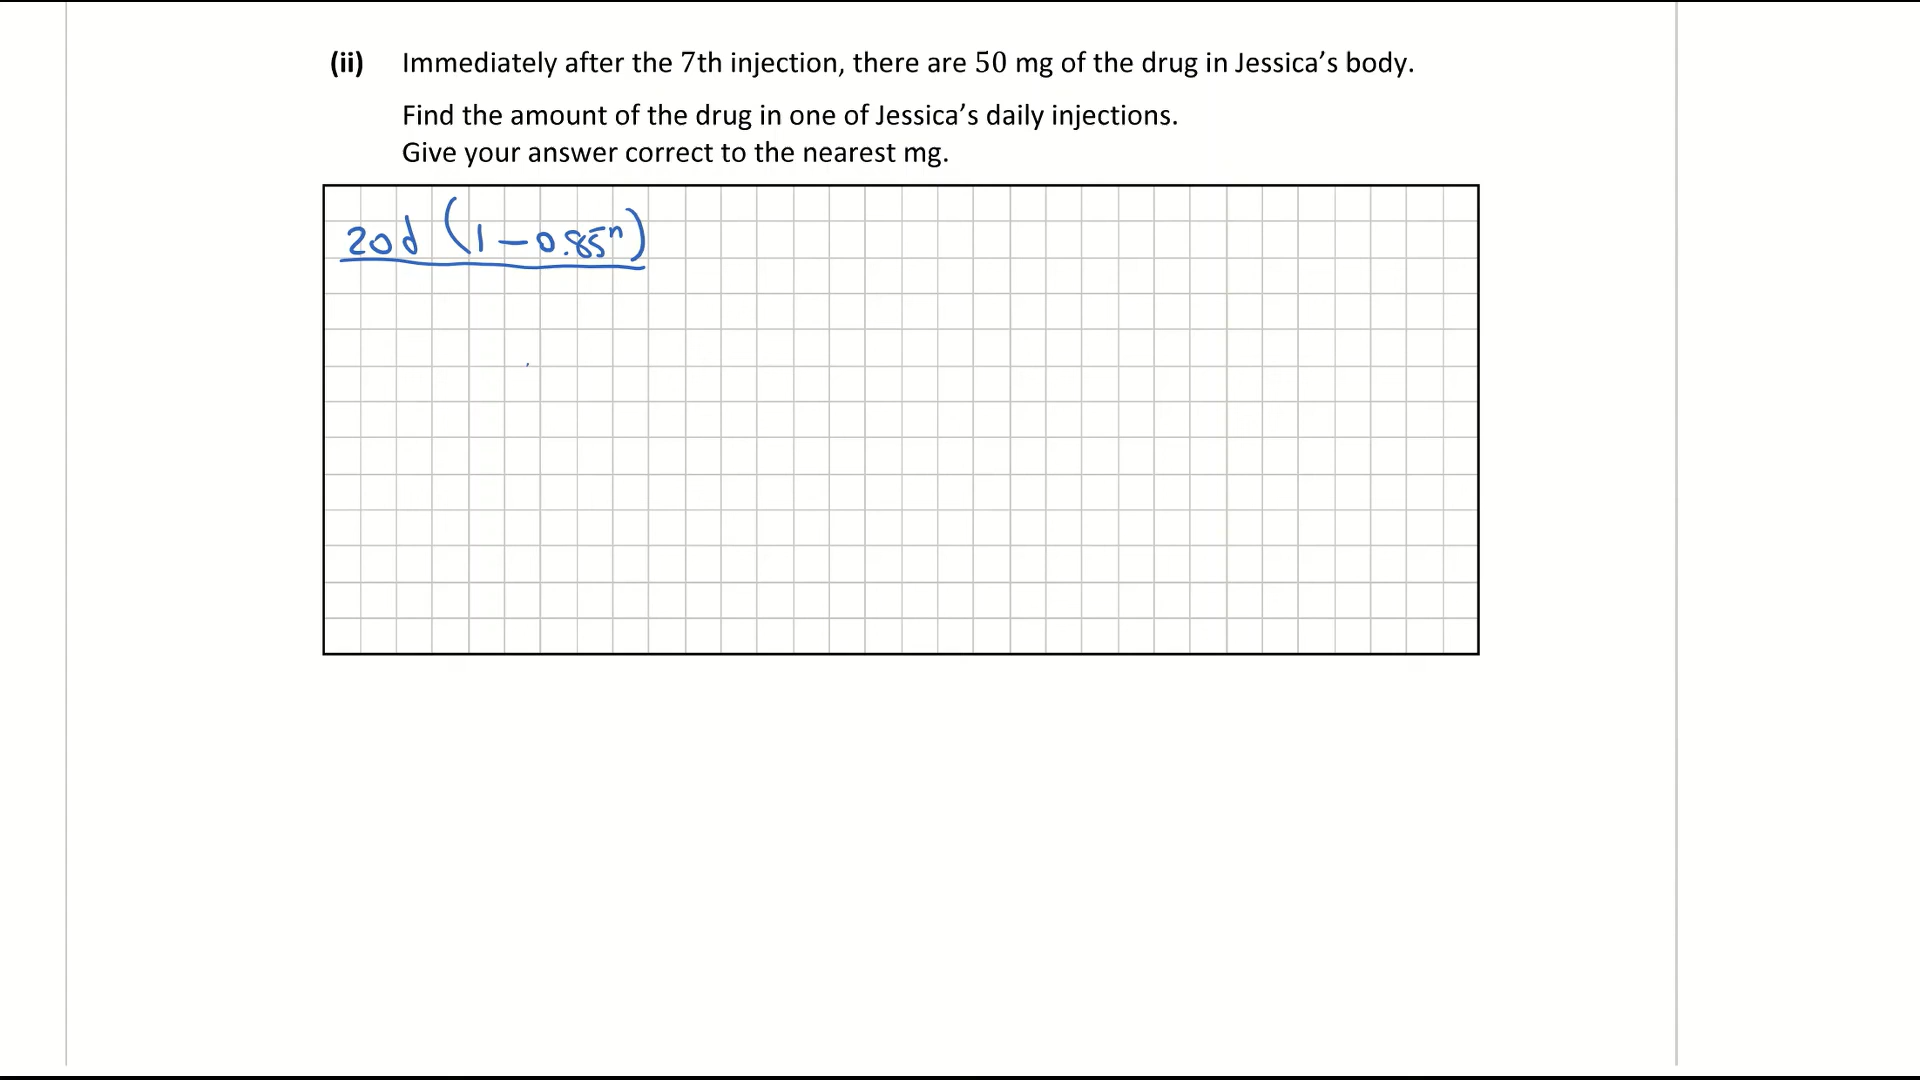 (ii) Immediately after the 7th injection, there are 50 mg of the drug in Jessica’s body.
Find the amount of the drug in one of Jessica’s daily injections.
Give your answer correct to the nearest mg.
20d (1 – 0.85ⁿ)